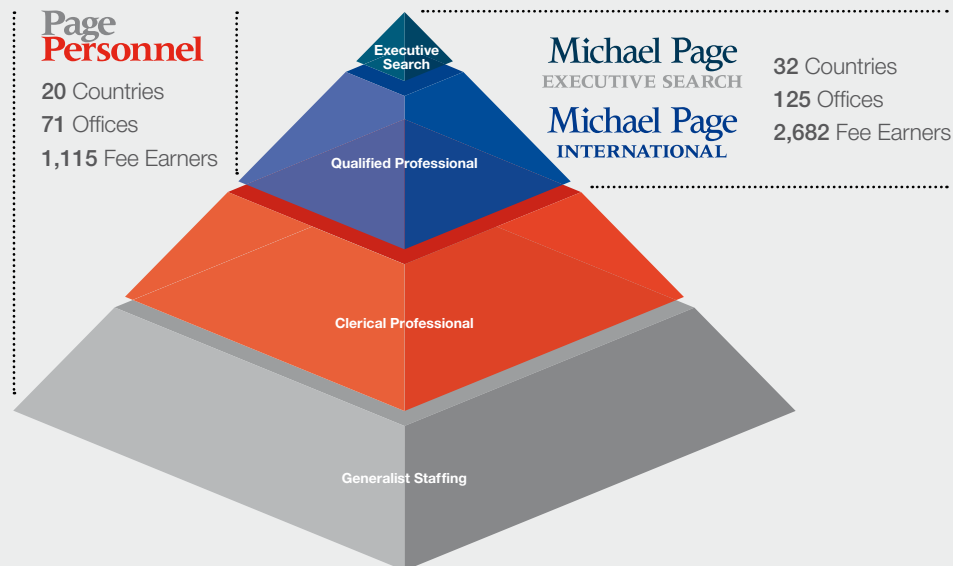 Page
Personnel
20 Countries
71 Offices
1,115 Fee Earners
Executive
Search
Michael Page
EXECUTIVE SEARCH
Michael Page
INTERNATIONAL
32 Countries
125 Offices
2,682 Fee Earners
Qualified Professional
Clerical Professional
Generalist Staffing